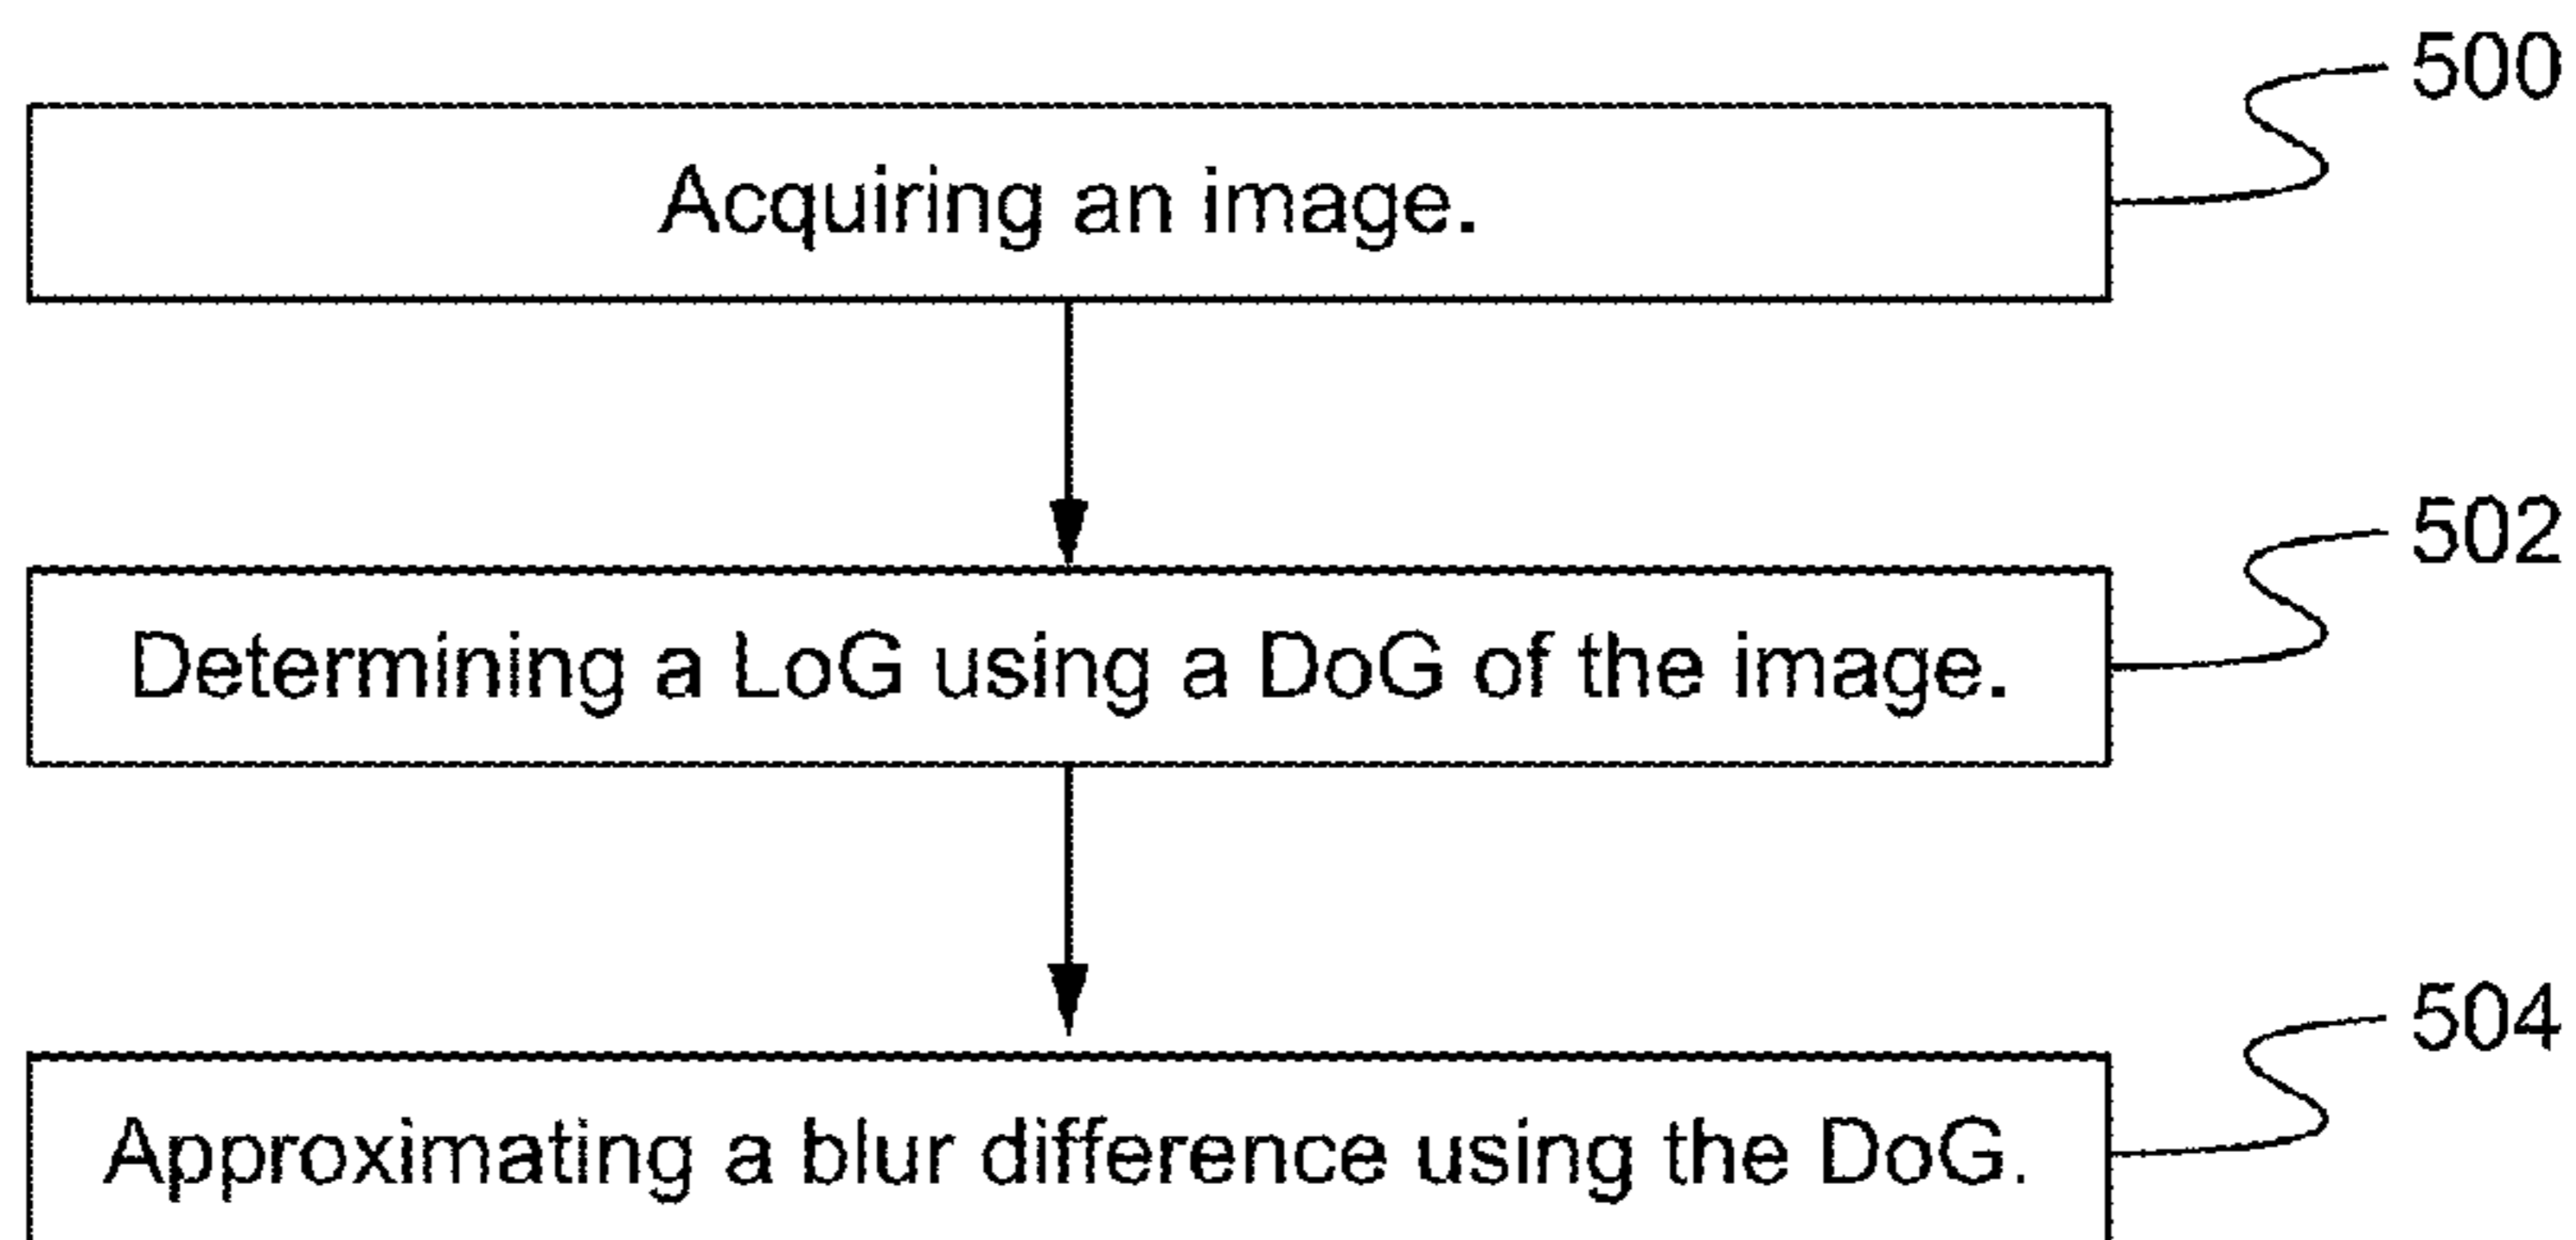 500
Acquiring an image.
502
Determining a LoG using a DoG of the image.
504
Approximating a blur difference using the DoG.